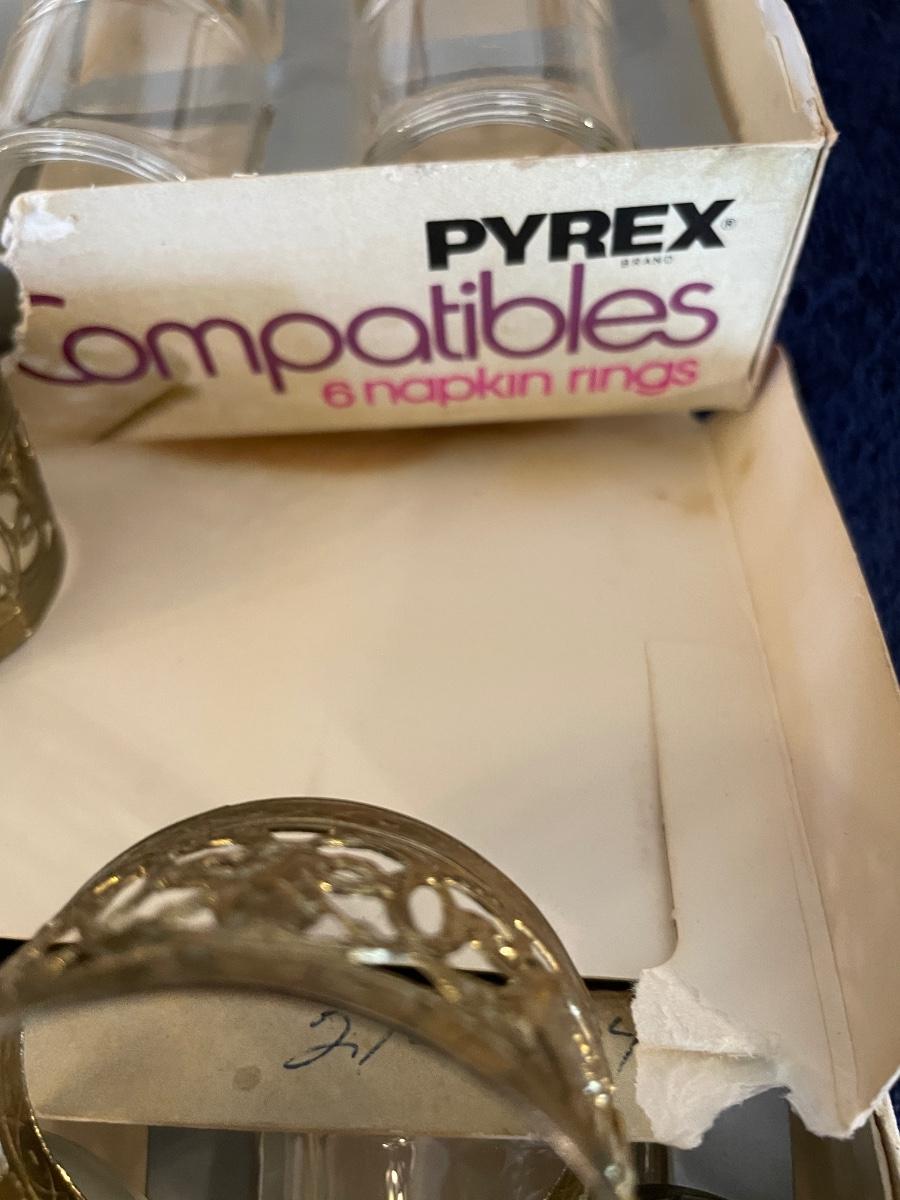 PYREX®
BRAND
Compatibles
6 napkin rings